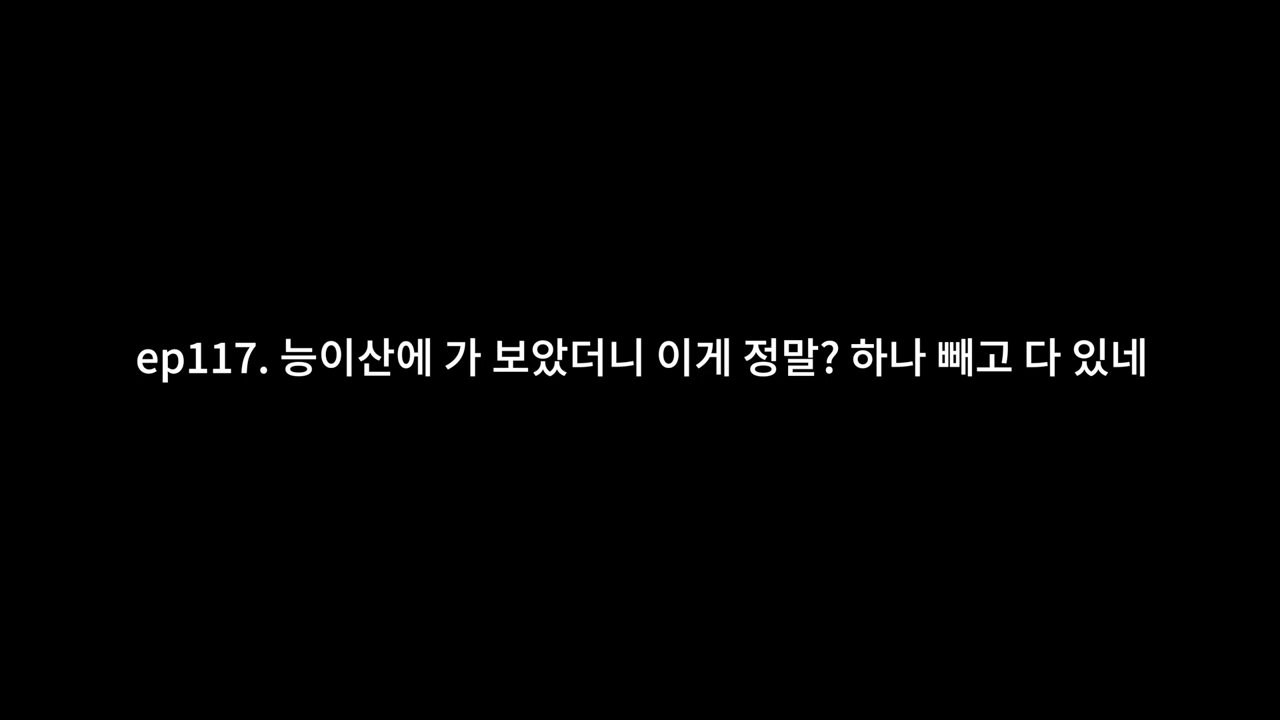 ep117. 능이산에 가 보았더니 이게 정말? 하나 빼고 다 있네